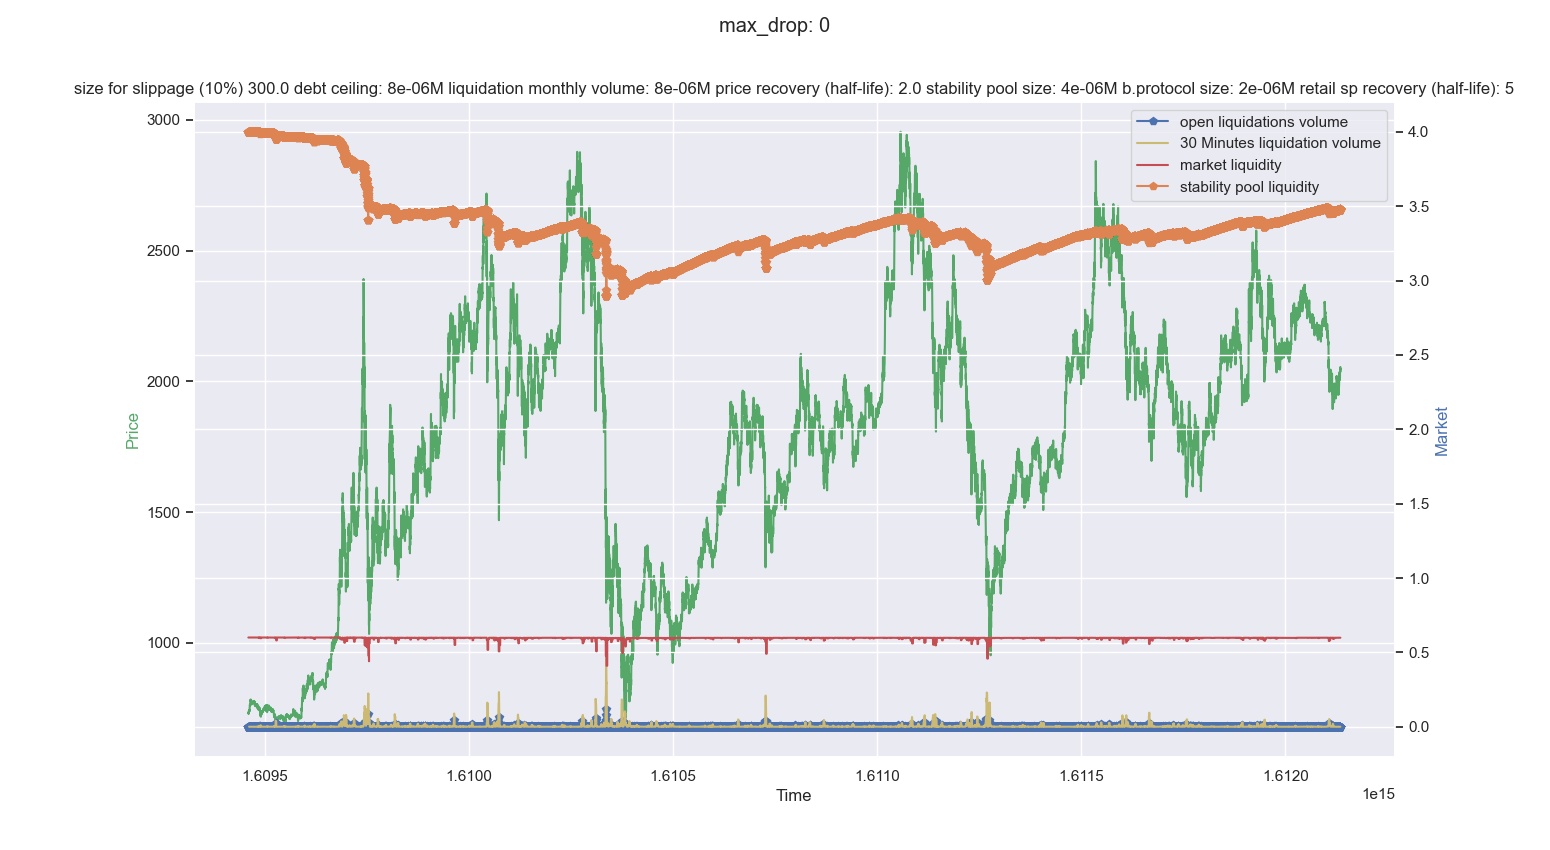 max_drop: 0
size for slippage (10%) 300.0 debt ceiling: 8e-06M liquidation monthly volume: 8e-06M price recovery (half-life): 2.0 stability pool size: 4e-06M b.protocol size: 2e-06M retail sp recovery (half-life): 5
open liquidations volume
30 Minutes liquidation volume
market liquidity
stability pool liquidity
3000
2500
2000
1500
1000
Price
4.0
3.5
3.0
2.5
2.0
1.5
1.0
0.5
0.0
Market
1.6095 1.6100 1.6105 1.6110 1.6115 1.6120
Time
1e15